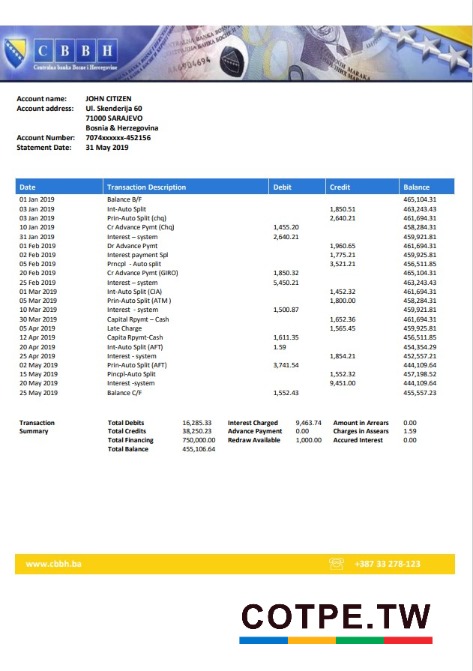 C B B H
Centralna banka Bosne i Hercegovine
Account name: JOHN CITIZEN
Account address: Ul. Skenderija 60
71000 SARAJEVO
Bosnia & Herzegovina
Account Number: 7074xxxxxx-452156
Statement Date: 31 May 2019
Date Transaction Description Debit Credit Balance
01 Jan 2019 Balance B/F 465,104.31
03 Jan 2019 Int-Auto Split 1,850.51 463,243.43
03 Jan 2019 Prin-Auto Split (chq) 2,640.21 461,694.31
10 Jan 2019 Cr Advance Pymt (Chq) 1,455.20 458,284.31
31 Jan 2019 Interest – system 2,640.21 459,921.81
01 Feb 2019 Dr Advance Pymt 1,960.65 461,694.31
02 Feb 2019 Interest payment Spl 1,775.21 459,925.81
05 Feb 2019 Prncpl - Auto split 3,521.21 456,511.85
20 Feb 2019 Cr Advance Pymt (GIRO) 1,850.32 465,104.31
28 Feb 2019 Interest – system 5,450.21 463,243.43
01 Mar 2019 Int-Auto Split (CIA) 1,452.32 461,694.31
05 Mar 2019 Prin-Auto Split (ATM ) 1,800.00 458,284.31
10 Mar 2019 Interest - system 1,500.87 459,921.81
30 Mar 2019 Capital Rpymt – Cash 1,652.36 461,694.31
05 Apr 2019 Late Charge 1,565.45 459,925.81
12 Apr 2019 Capita Rpymt-Cash 1,611.35 456,511.85
20 Apr 2019 Int-Auto Split (AFT) 1.59 454,354.29
25 Apr 2019 Interest - system 1,854.21 452,557.21
02 May 2019 Prin-Auto Split (AFT) 3,741.54 444,109.64
15 May 2019 Pincpl-Auto Split 1,552.32 457,198.52
20 May 2019 Interest -system 9,451.00 444,109.64
25 May 2019 Balance C/F 1,552.43 455,557.23
Transaction Total Debits 16,285.33 Interest Charged 9,463.74 Amount in Arrears 0.00
Summary Total Credits 38,250.23 Advance Payment 0.00 Charges in Assears 1.59
Total Financing 750,000.00 Redraw Available 1,000.00 Accured Interest 0.00
Total Balance 455,106.64
www.cbbh.ba +387 33 278-123
COTPE.TW